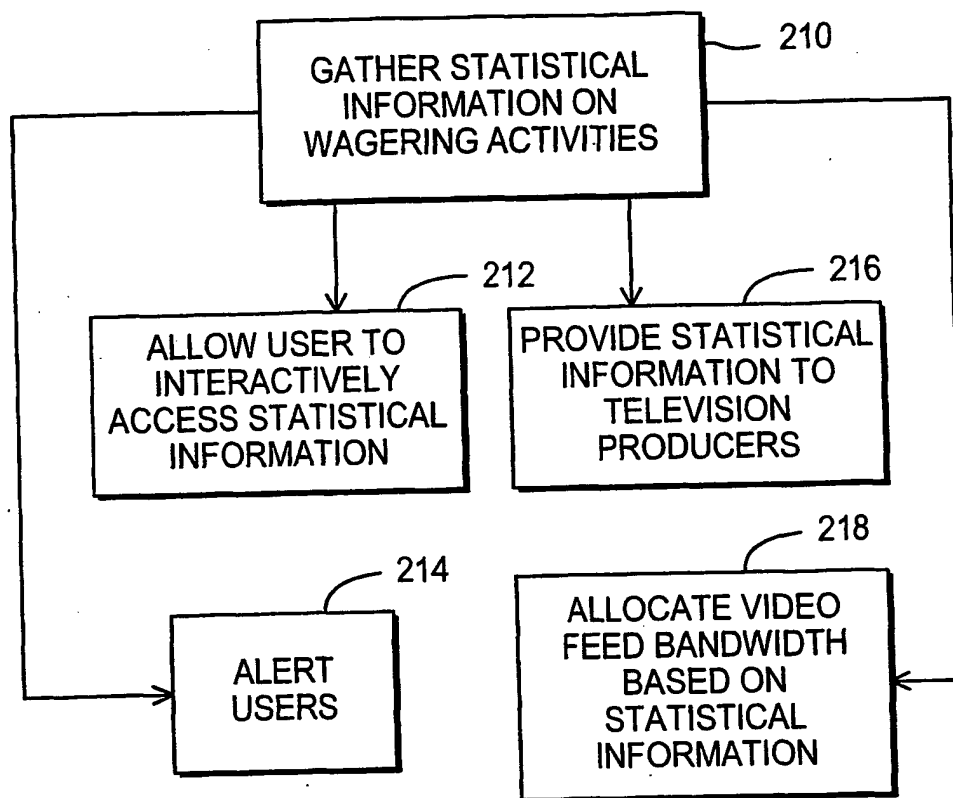 210
GATHER STATISTICAL
INFORMATION ON
WAGERING ACTIVITIES
212
ALLOW USER TO
INTERACTIVELY
ACCESS STATISTICAL
INFORMATION
216
PROVIDE STATISTICAL
INFORMATION TO
TELEVISION
PRODUCERS
214
ALERT
USERS
218
ALLOCATE VIDEO
FEED BANDWIDTH
BASED ON
STATISTICAL
INFORMATION